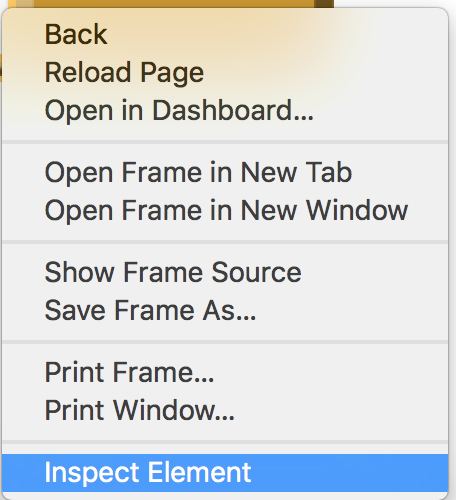 Back
Reload Page
Open in Dashboard...
Open Frame in New Tab
Open Frame in New Window
Show Frame Source
Save Frame As...
Print Frame...
Print Window...
Inspect Element